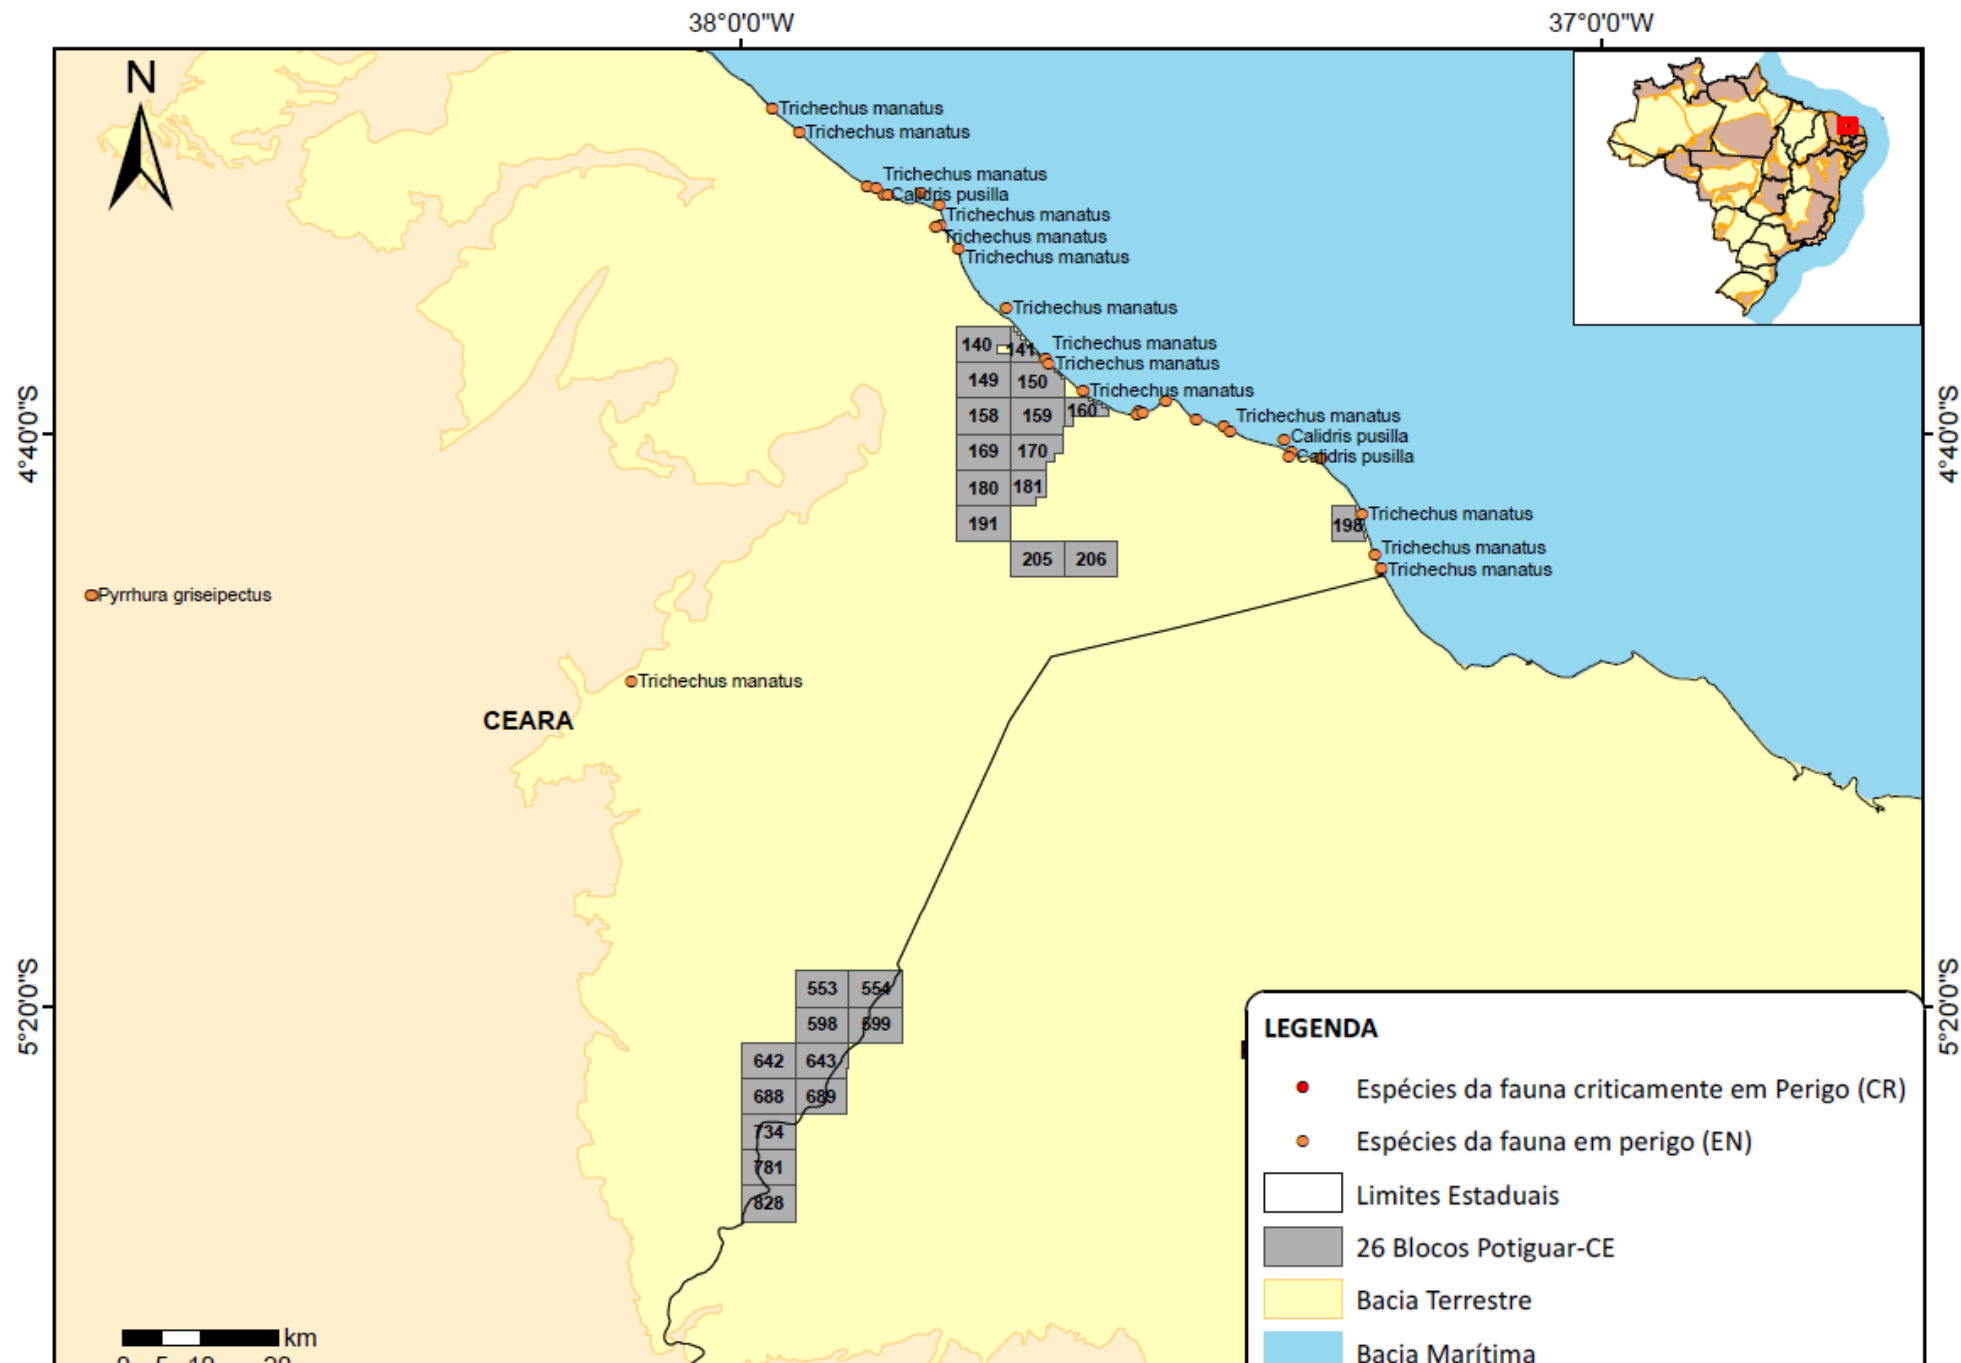 38°0'0"W
37°0'0"W
N
Trichechus manatus
Trichechus manatus
Trichechus manatus
Calidris pusilla
Trichechus manatus
Trichechus manatus
Trichechus manatus
Trichechus manatus
140
141
Trichechus manatus
Trichechus manatus
149
150
Trichechus manatus
158
159
160
Trichechus manatus
4°40'0"S
4°40'0"S
Calidris pusilla
169
170
Calidris pusilla
180
181
191
198
Trichechus manatus
205
206
Trichechus manatus
Trichechus manatus
Pyrrhura griseipectus
Trichechus manatus
CEARA
553
554
5°20'0"S
5°20'0"S
598
599
642
643
688
689
734
781
828
LEGENDA
Espécies da fauna criticamente em Perigo (CR)
Espécies da fauna em perigo (EN)
Limites Estaduais
26 Blocos Potiguar-CE
Bacia Terrestre
Bacia Marítima
km